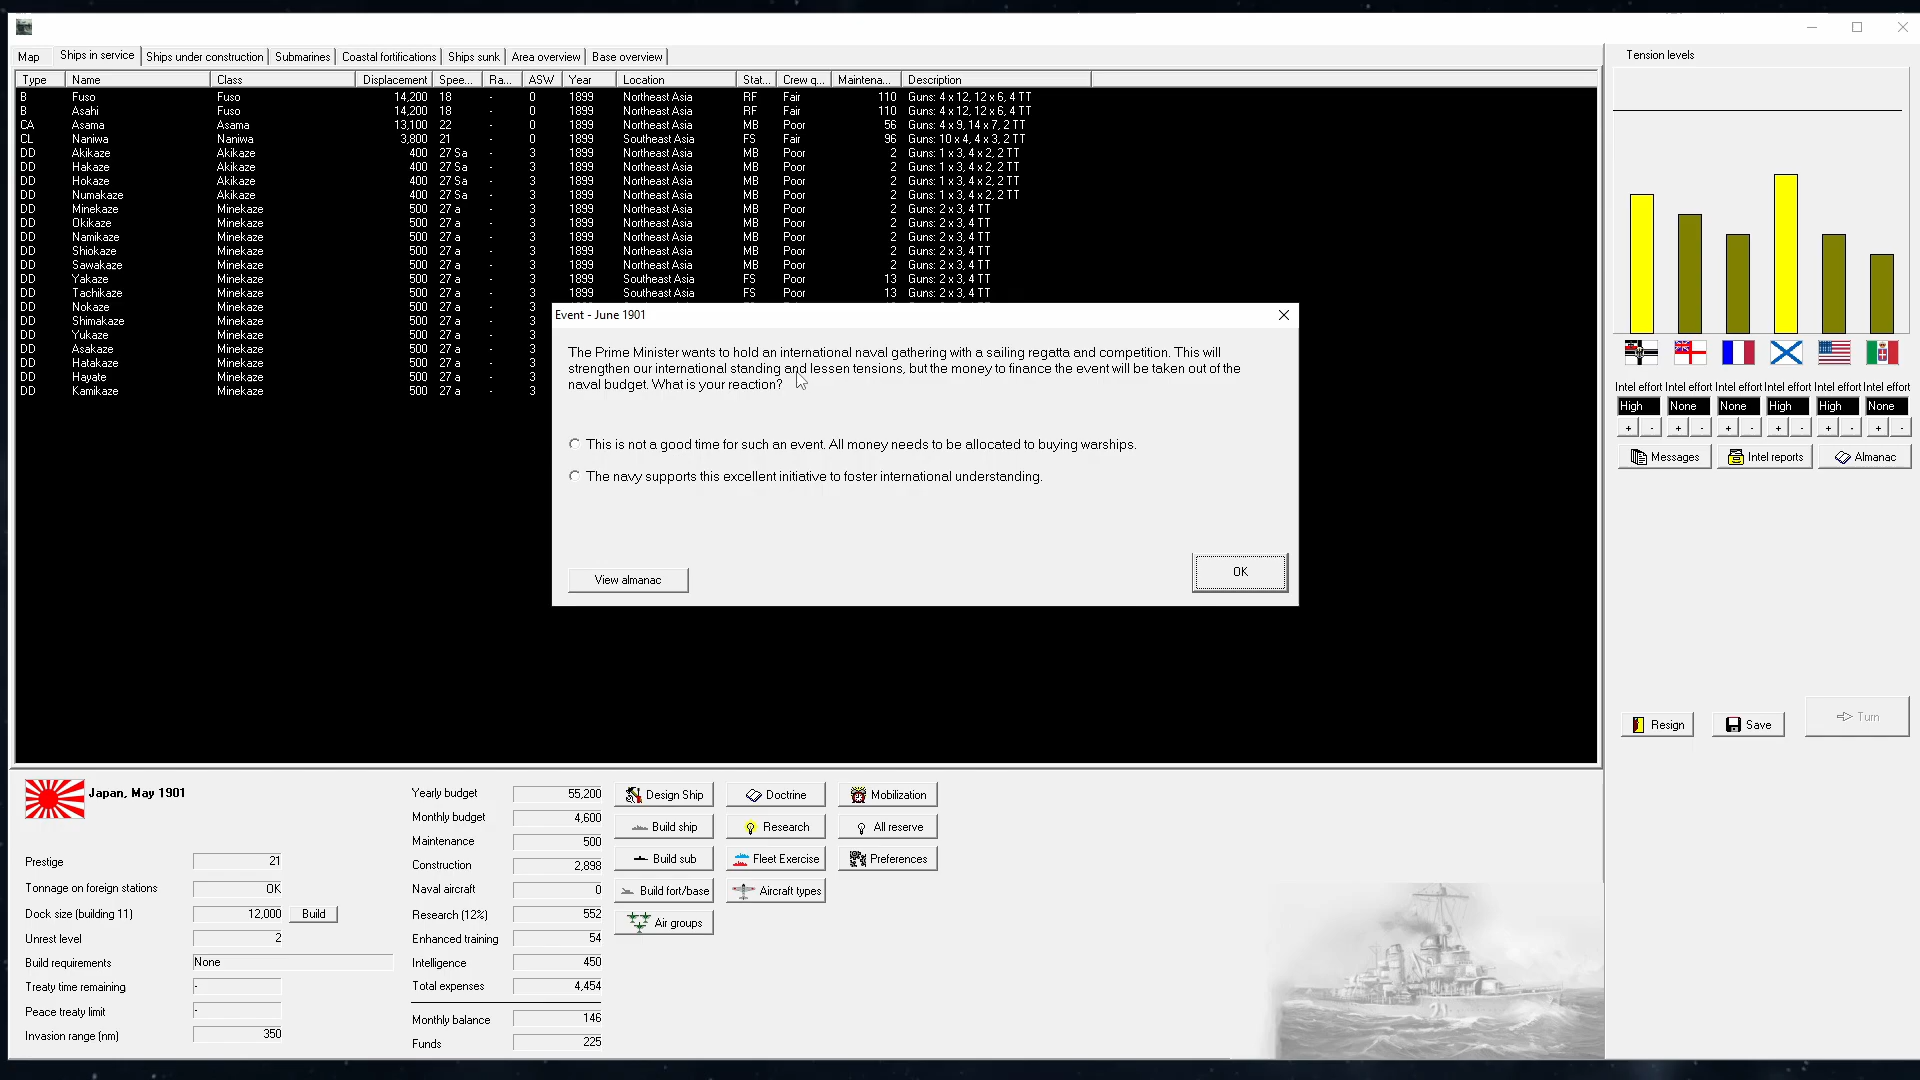 Map Ships in service Ships under construction Submarines Coastal fortifications Ships sunk Area overview Base overview
Type Name Class Displacement Spee... Ra... ASW Year Location Stat... Crew q... Maintena... Description
B Fuso Fuso 14,200 18 - 0 1899 Northeast Asia RF Fair 110 Guns: 4 x 12, 12 x 6, 4 TT
B Asahi Fuso 14,200 18 - 0 1899 Northeast Asia RF Fair 110 Guns: 4 x 12, 12 x 6, 4 TT
CA Asama Asama 13,100 22 - 0 1899 Northeast Asia MB Poor 56 Guns: 4 x 9, 14 x 7, 2 TT
CL Naniwa Naniwa 3,800 21 - 0 1899 Southeast Asia FS Fair 96 Guns: 10 x 4, 4 x 3, 2 TT
DD Akikaze Akikaze 400 27 Sa - 3 1899 Northeast Asia MB Poor 2 Guns: 1 x 3, 4 x 2, 2 TT
DD Hakaze Akikaze 400 27 Sa - 3 1899 Northeast Asia MB Poor 2 Guns: 1 x 3, 4 x 2, 2 TT
DD Hokaze Akikaze 400 27 Sa - 3 1899 Northeast Asia MB Poor 2 Guns: 1 x 3, 4 x 2, 2 TT
DD Numakaze Akikaze 400 27 Sa - 3 1899 Northeast Asia MB Poor 2 Guns: 1 x 3, 4 x 2, 2 TT
DD Minekaze Minekaze 500 27 a - 3 1899 Northeast Asia MB Poor 2 Guns: 2 x 3, 4 TT
DD Okikaze Minekaze 500 27 a - 3 1899 Northeast Asia MB Poor 2 Guns: 2 x 3, 4 TT
DD Namikaze Minekaze 500 27 a - 3 1899 Northeast Asia MB Poor 2 Guns: 2 x 3, 4 TT
DD Shiokaze Minekaze 500 27 a - 3 1899 Northeast Asia MB Poor 2 Guns: 2 x 3, 4 TT
DD Sawakaze Minekaze 500 27 a - 3 1899 Northeast Asia MB Poor 2 Guns: 2 x 3, 4 TT
DD Yakaze Minekaze 500 27 a - 3 1899 Southeast Asia FS Poor 13 Guns: 2 x 3, 4 TT
DD Tachikaze Minekaze 500 27 a - 3 1899 Southeast Asia FS Poor 13 Guns: 2 x 3, 4 TT
DD Nokaze Minekaze 500 27 a - 3
DD Shimakaze Minekaze 500 27 a - 3
DD Yukaze Minekaze 500 27 a - 3
DD Asakaze Minekaze 500 27 a - 3
DD Hatakaze Minekaze 500 27 a - 3
DD Hayate Minekaze 500 27 a - 3
DD Kamikaze Minekaze 500 27 a - 3
Event - June 1901
The Prime Minister wants to hold an international naval gathering with a sailing regatta and competition. This will
strengthen our international standing and lessen tensions, but the money to finance the event will be taken out of the
naval budget. What is your reaction?
This is not a good time for such an event. All money needs to be allocated to buying warships.
The navy supports this excellent initiative to foster international understanding.
View almanac OK
Tension levels
Intel effort Intel effort Intel effort Intel effort Intel effort Intel effort
High None None High High None
+ - + - + - + - + - + -
Messages Intel reports Almanac
Resign Save Turn
Japan, May 1901
Prestige 21
Tonnage on foreign stations OK
Dock size (building 11) 12,000 Build
Unrest level 2
Build requirements None
Treaty time remaining -
Peace treaty limit -
Invasion range (nm) 350
Yearly budget 55,200
Monthly budget 4,600
Maintenance 500
Construction 2,898
Naval aircraft 0
Research (12%) 552
Enhanced training 54
Intelligence 450
Total expenses 4,454
Monthly balance 146
Funds 225
Design Ship Doctrine Mobilization
Build ship Research All reserve
Build sub Fleet Exercise Preferences
Build fort/base Aircraft types
Air groups